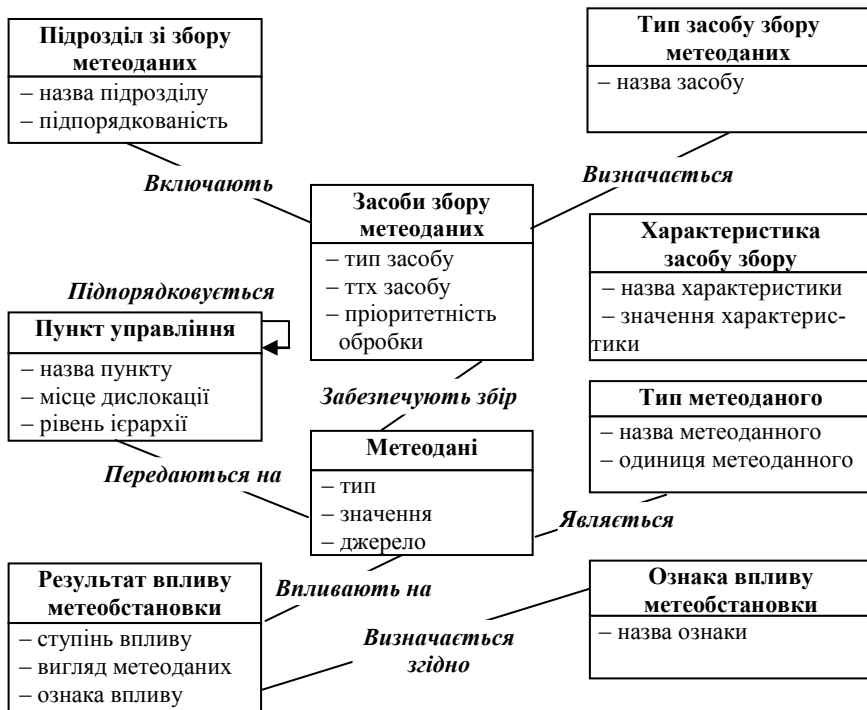 Підрозділ зі збору
метеоданих
– назва підрозділу
– підпорядкованість
Тип засобу збору
метеоданих
– назва засобу
Включають
Визначається
Засоби збору
метеоданих
– тип засобу
– ттх засобу
– пріоритетність
обробки
Характеристика
засобу збору
– назва характеристики
– значення характерис-
тики
Підпорядковується
Пункт управління
– назва пункту
– місце дислокації
– рівень ієрархії
Забезпечують збір
Тип метеоданого
– назва метеоданного
– одиниця метеоданного
Передаються на
Метеодані
– тип
– значення
– джерело
Являється
Результат впливу
метеобстановки
– ступінь впливу
– вигляд метеоданих
– ознака впливу
Впливають на
Визначається
згідно
Ознака впливу
метеобстановки
– назва ознаки